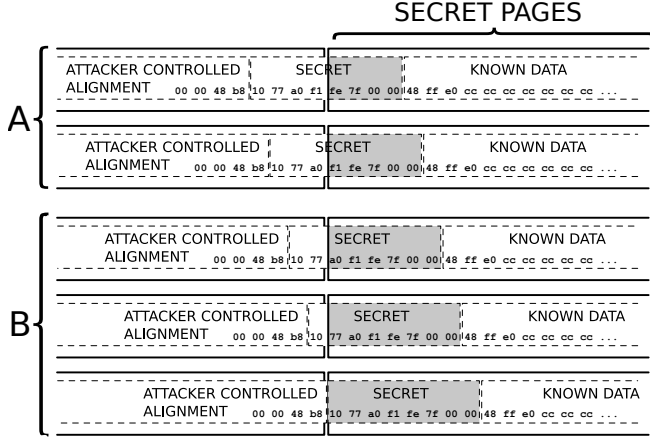 SECRET PAGES
A
ATTACKER CONTROLLED SECRET KNOWN DATA
ALIGNMENT 00 00 48 b8 10 77 a0 f1 fe 7f 00 00 48 ff e0 cc cc cc cc cc cc ...
ATTACKER CONTROLLED SECRET KNOWN DATA
ALIGNMENT 00 00 48 b8 10 77 a0 f1 fe 7f 00 00 48 ff e0 cc cc cc cc cc cc ...
B
ATTACKER CONTROLLED SECRET KNOWN DATA
ALIGNMENT 00 00 48 b8 10 77 a0 f1 fe 7f 00 00 48 ff e0 cc cc cc cc cc ...
ATTACKER CONTROLLED SECRET KNOWN DATA
ALIGNMENT 00 00 48 b8 10 77 a0 f1 fe 7f 00 00 48 ff e0 cc cc cc cc ...
ATTACKER CONTROLLED SECRET KNOWN DATA
ALIGNMENT 00 00 48 b8 10 77 a0 f1 fe 7f 00 00 48 ff e0 cc cc cc ...